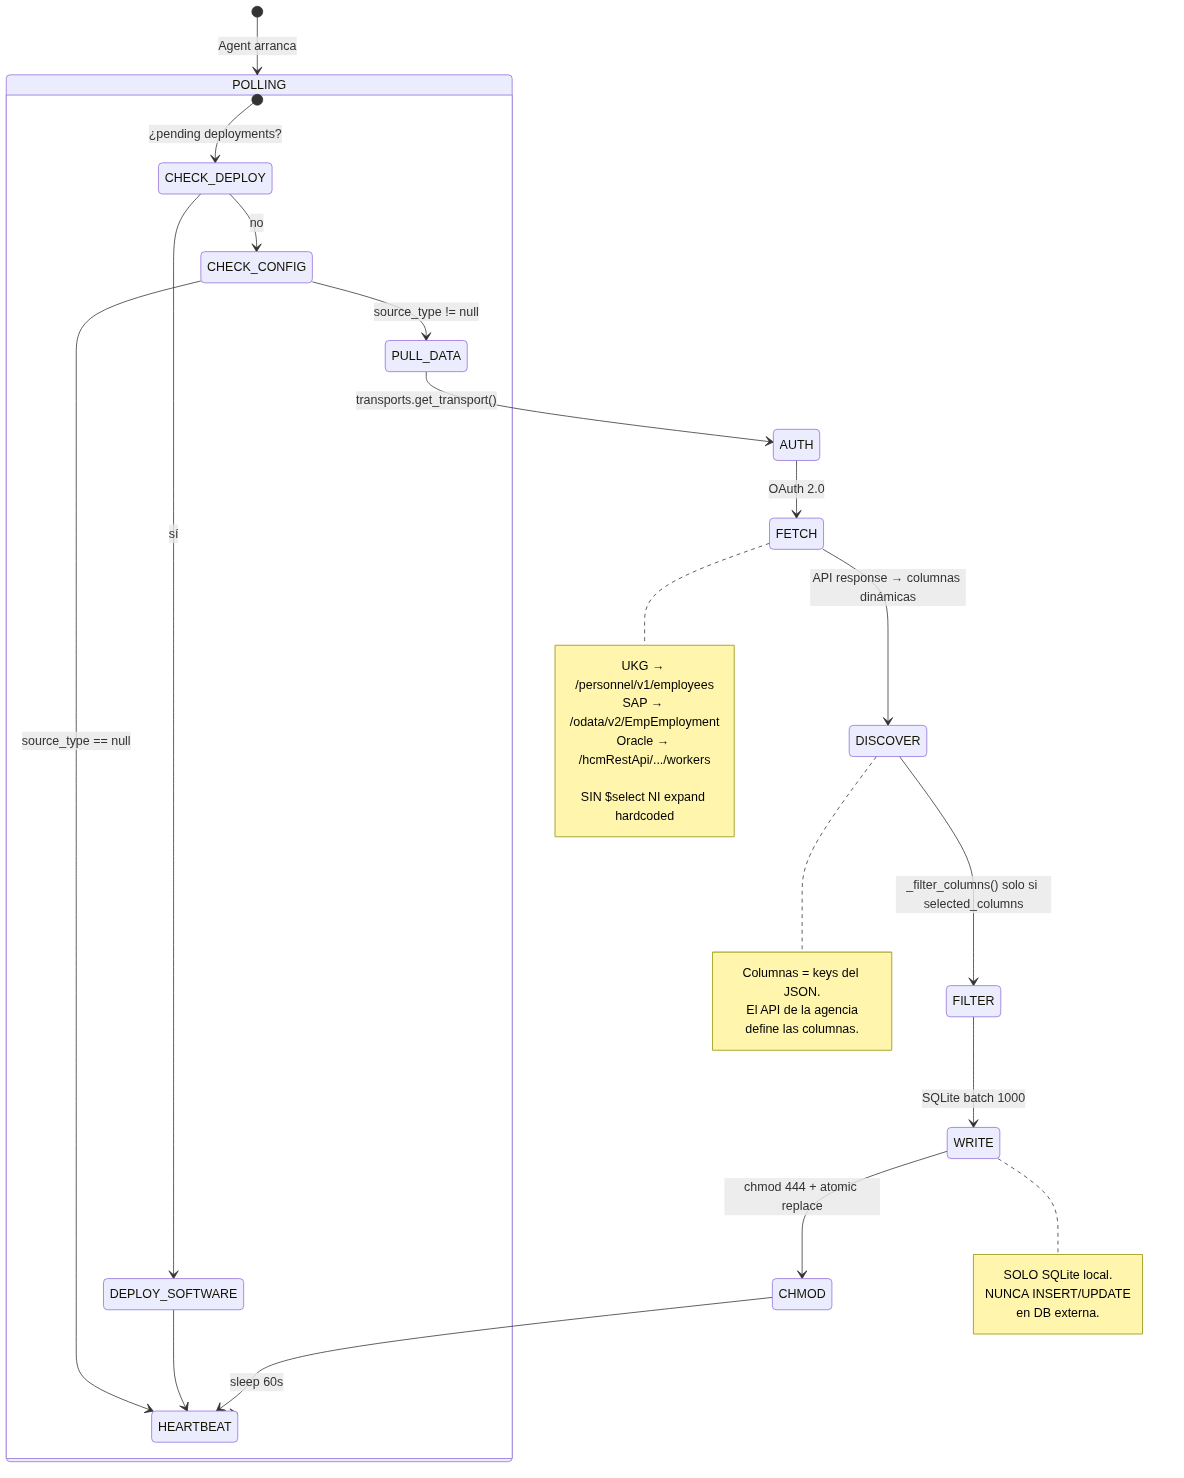 Agent arranca
POLLING
¿pending deployments?
CHECK_DEPLOY
no
CHECK_CONFIG
source_type != null
PULL_DATA
transports.get_transport()
AUTH
OAuth 2.0
FETCH
API response → columnas
dinámicas
sí
UKG →
/personnel/v1/employees
SAP →
/odata/v2/EmpEmployment
Oracle →
/hcmRestApi/.../workers
SIN $select NI expand
hardcoded
source_type == null
DISCOVER
_filter_columns() solo si
selected_columns
Columnas = keys del
JSON.
El API de la agencia
define las columnas.
FILTER
SQLite batch 1000
WRITE
chmod 444 + atomic
replace
DEPLOY_SOFTWARE
CHMOD
SOLO SQLite local.
NUNCA INSERT/UPDATE
en DB externa.
sleep 60s
HEARTBEAT